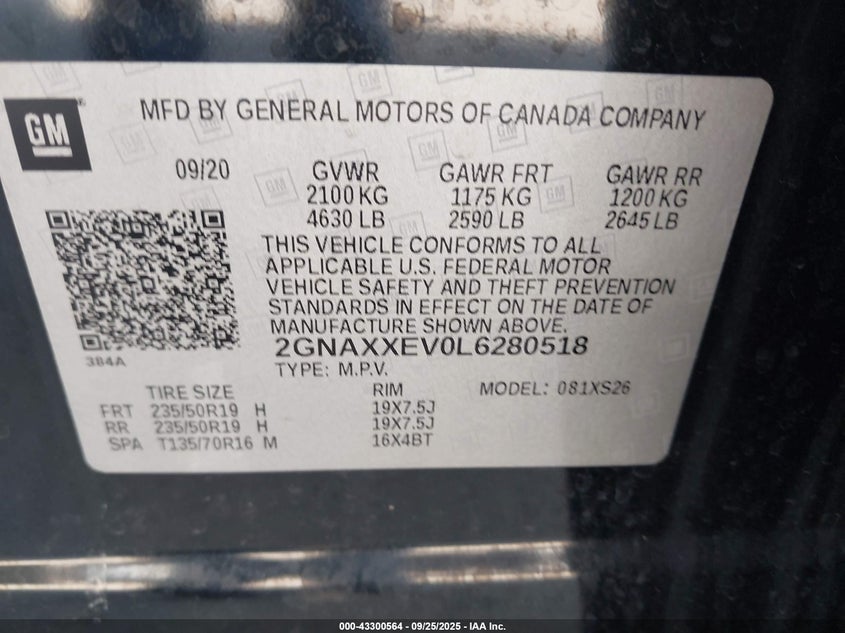 GM
MFD BY GENERAL MOTORS OF CANADA COMPANY
09/20 GVWR GAWR FRT GAWR RR
2100 KG 1175 KG 1200 KG
4630 LB 2590 LB 2645 LB
THIS VEHICLE CONFORMS TO ALL
APPLICABLE U.S. FEDERAL MOTOR
VEHICLE SAFETY AND THEFT PREVENTION
STANDARDS IN EFFECT ON THE DATE OF
MANUFACTURE SHOWN ABOVE.
2GNAXXEV0L6280518
384A
TYPE: M.P.V.
TIRE SIZE RIM MODEL: 081XS26
FRT 235/50R19 H 19X7.5J
RR 235/50R19 H 19X7.5J
SPA T135/70R16 M 16X4BT
000-43300564 - 09/25/2025 - IAA Inc.